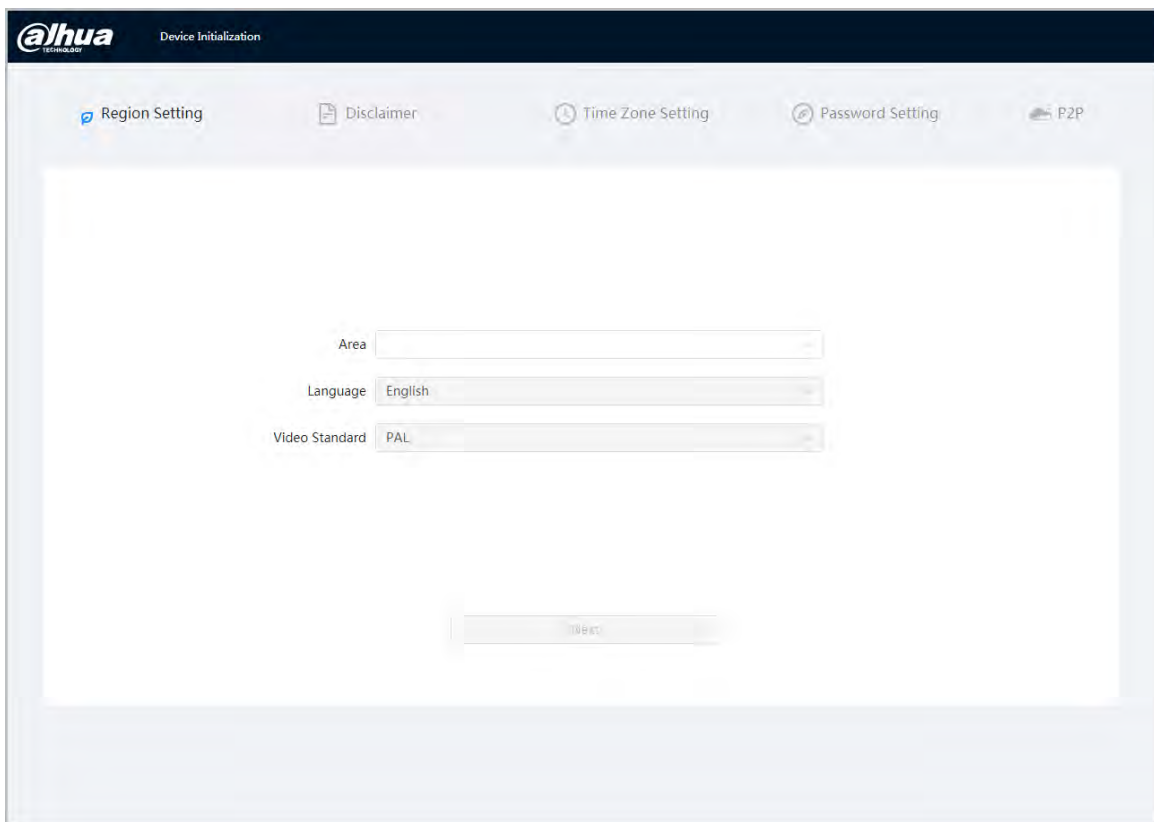 alhua Device Initialization
TECHNOLOGY
Region Setting Disclaimer Time Zone Setting Password Setting P2P
Area
Language English
Video Standard PAL
Next